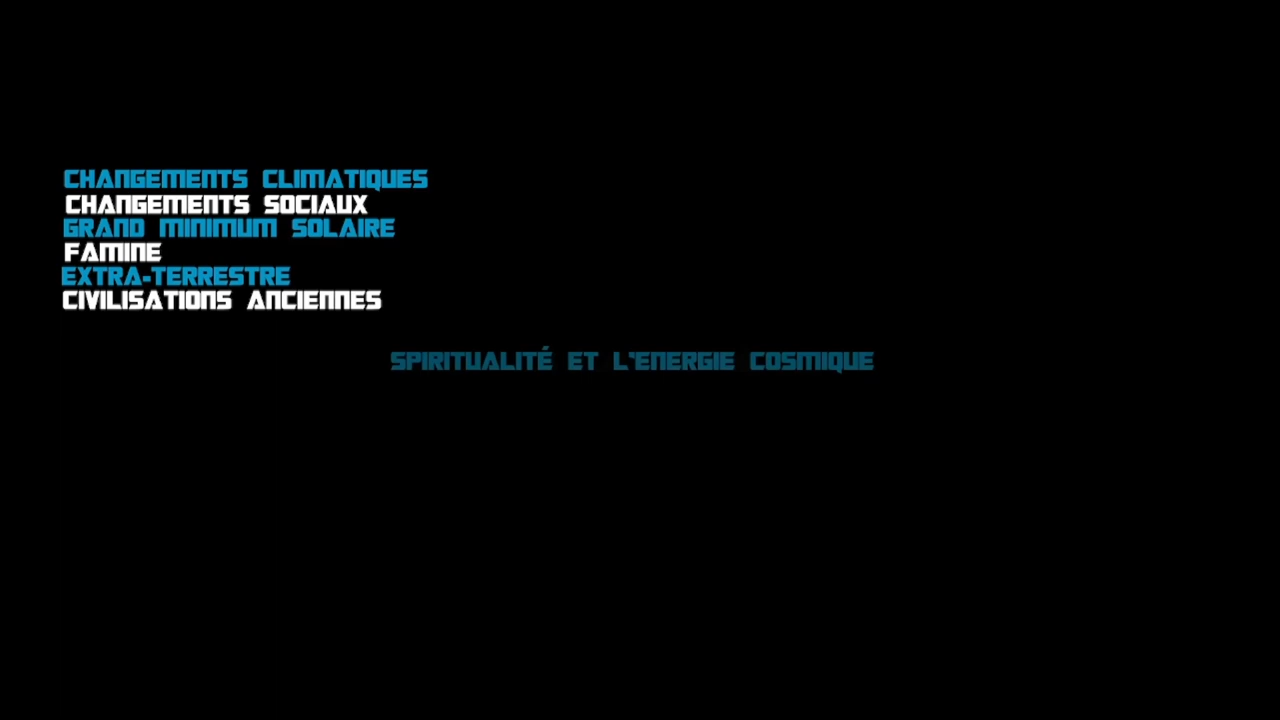 CHANGEMENTS CLIMATIQUES
CHANGEMENTS SOCIAUX
GRAND MINIMUM SOLAIRE
FAMINE
EXTRA-TERRESTRE
CIVILISATIONS ANCIENNES
SPIRITUALITÉ ET L'ENERGIE COSMIQUE